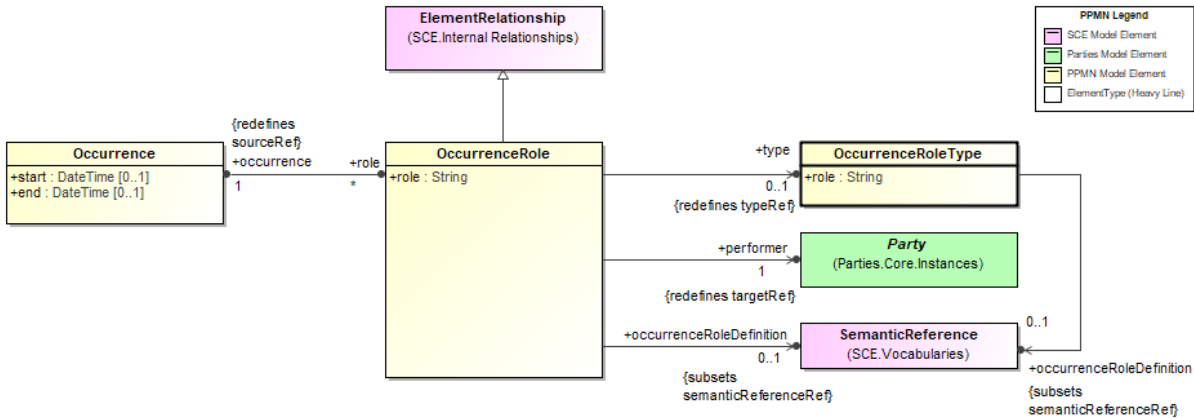 ElementRelationship
(SCE.Internal Relationships)
PPMN Legend
SCE Model Element
Parties Model Element
PPMN Model Element
ElementType (Heavy Line)
{redefines
sourceRef}
+occurrence
+role
1
*
Occurrence
+start : DateTime [0..1]
+end : DateTime [0..1]
OccurrenceRole
+role : String
+type
0..1
{redefines typeRef}
OccurrenceRoleType
+role : String
+performer
1
{redefines targetRef}
Party
(Parties.Core.Instances)
+occurrenceRoleDefinition
0..1
{subsets
semanticReferenceRef}
SemanticReference
(SCE.Vocabularies)
0..1
+occurrenceRoleDefinition
{subsets
semanticReferenceRef}